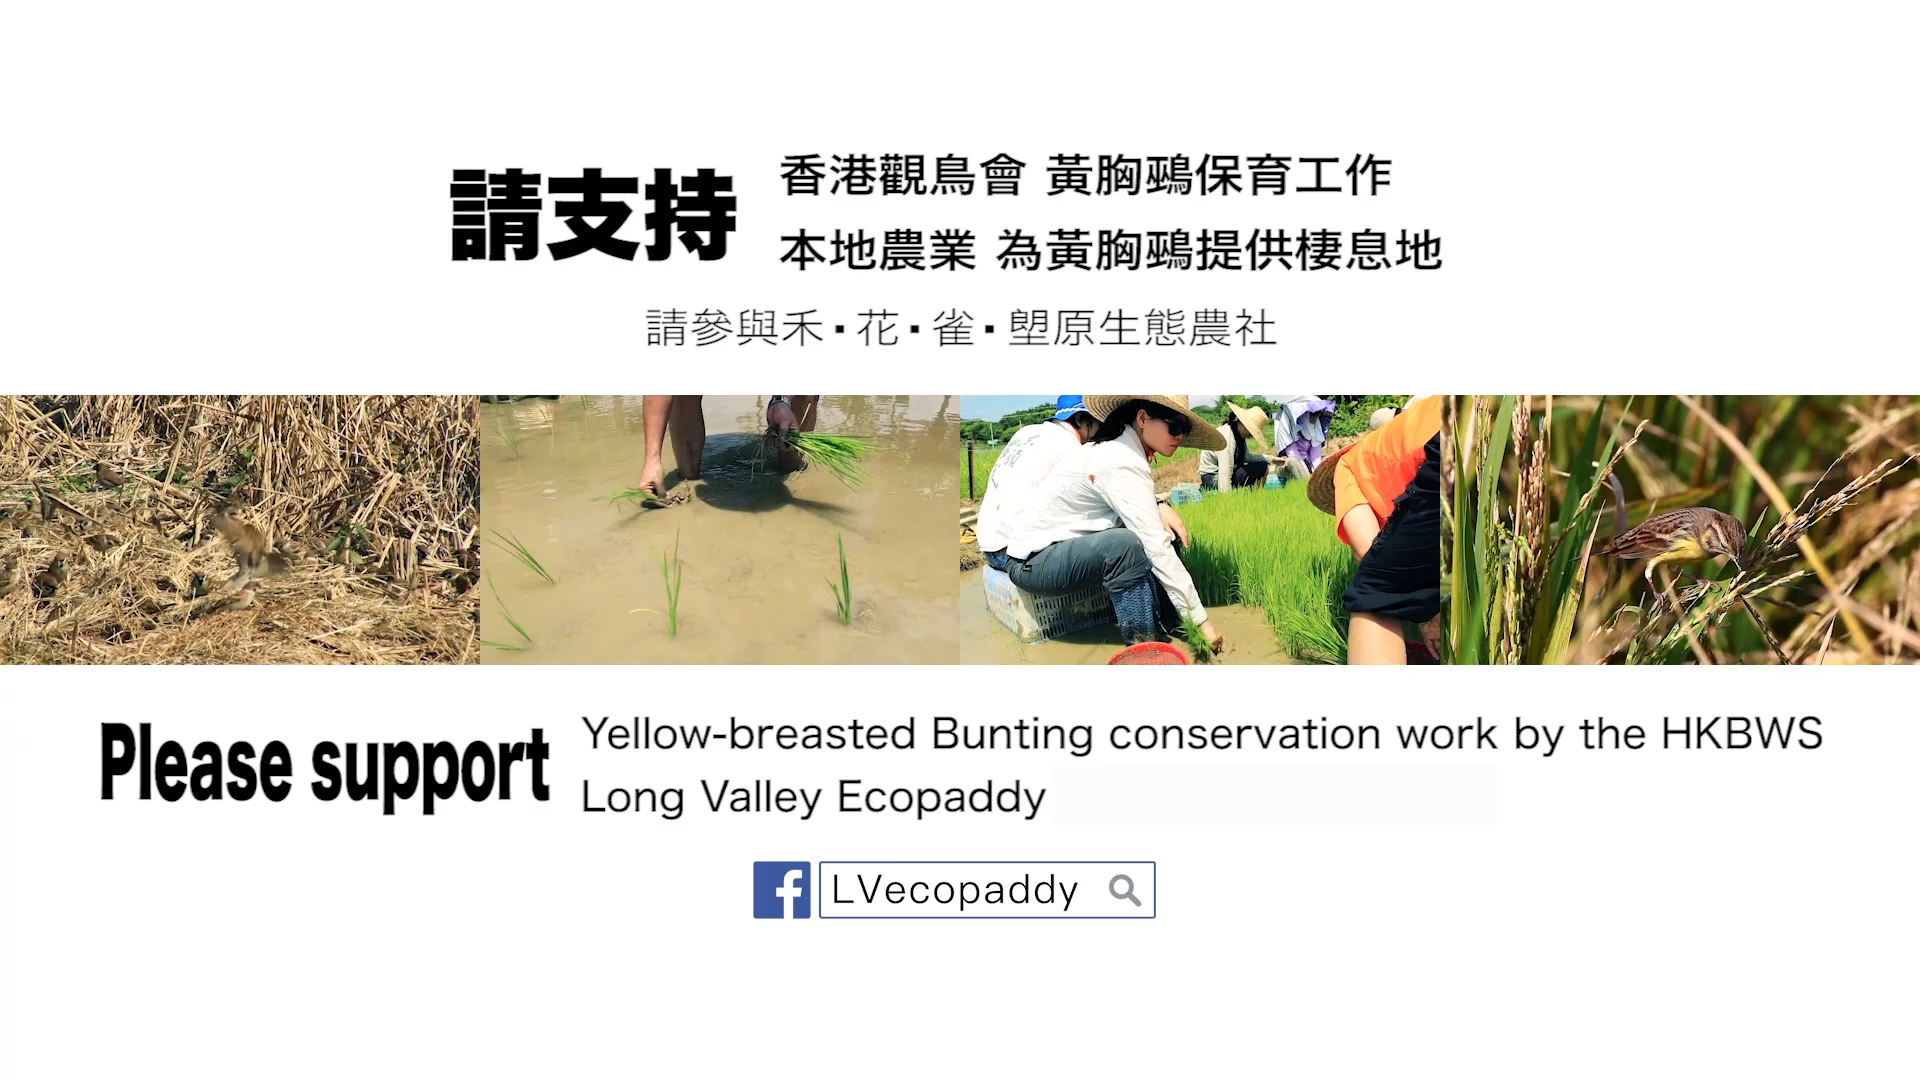 請支持
香港觀鳥會 黃胸鵐保育工作
本地農業 為黃胸鵐提供棲息地
請參與禾▪花▪雀▪塱原生態農社
Please support
Yellow-breasted Bunting conservation work by the HKBWS
Long Valley Ecopaddy
LVecopaddy